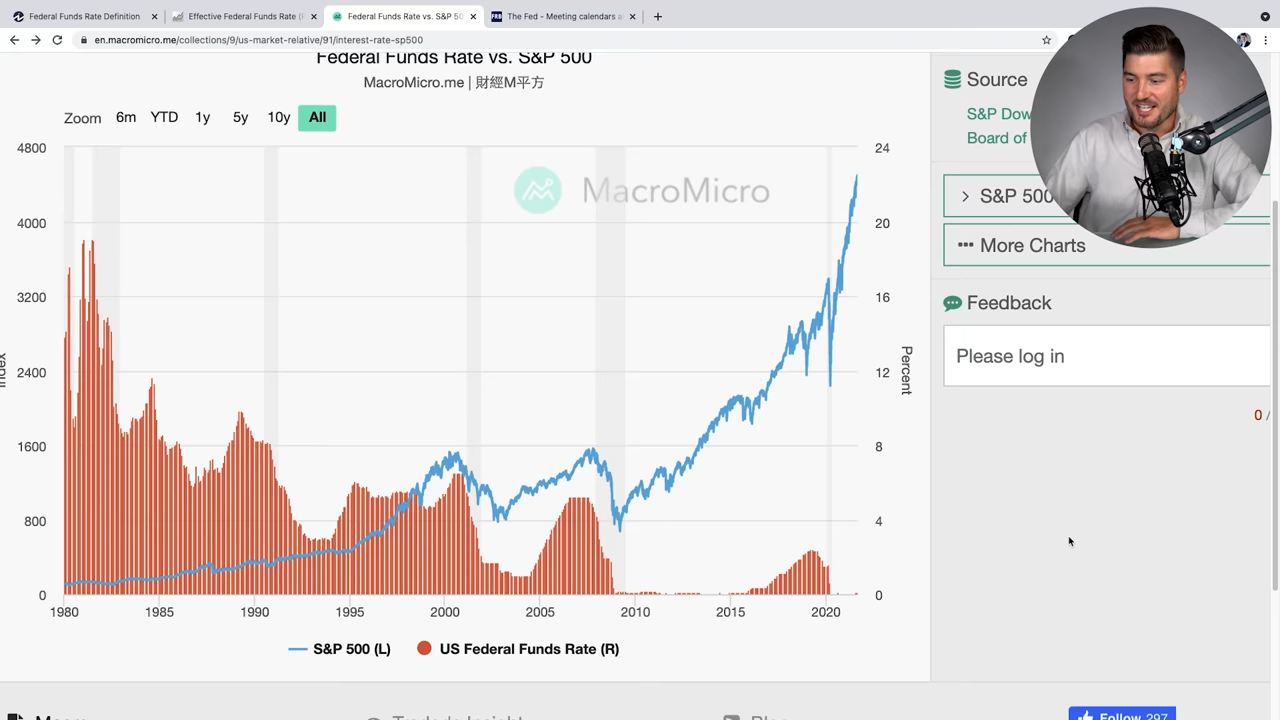 Federal Funds Rate Definition
Effective Federal Funds Rate
Federal Funds Rate vs. S&P 50
FRB
The Fed - Meeting calendars a
en.macromicro.me/collections/9/us-market-relative/91/interest-rate-sp500
Federal Funds Rate vs. S&P 500
MacroMicro.me | 財經M平方
Zoom 6m YTD 1y 5y 10y All
4800 24
MacroMicro
4000 20
3200 16
2400 12
Index
Percent
1600 8
800 4
0 0
1980 1985 1990 1995 2000 2005 2010 2015 2020
S&P 500 (L) US Federal Funds Rate (R)
Source
S&P Dow
Board of
S&P 500
More Charts
Feedback
Please log in
0 /
Follow 297